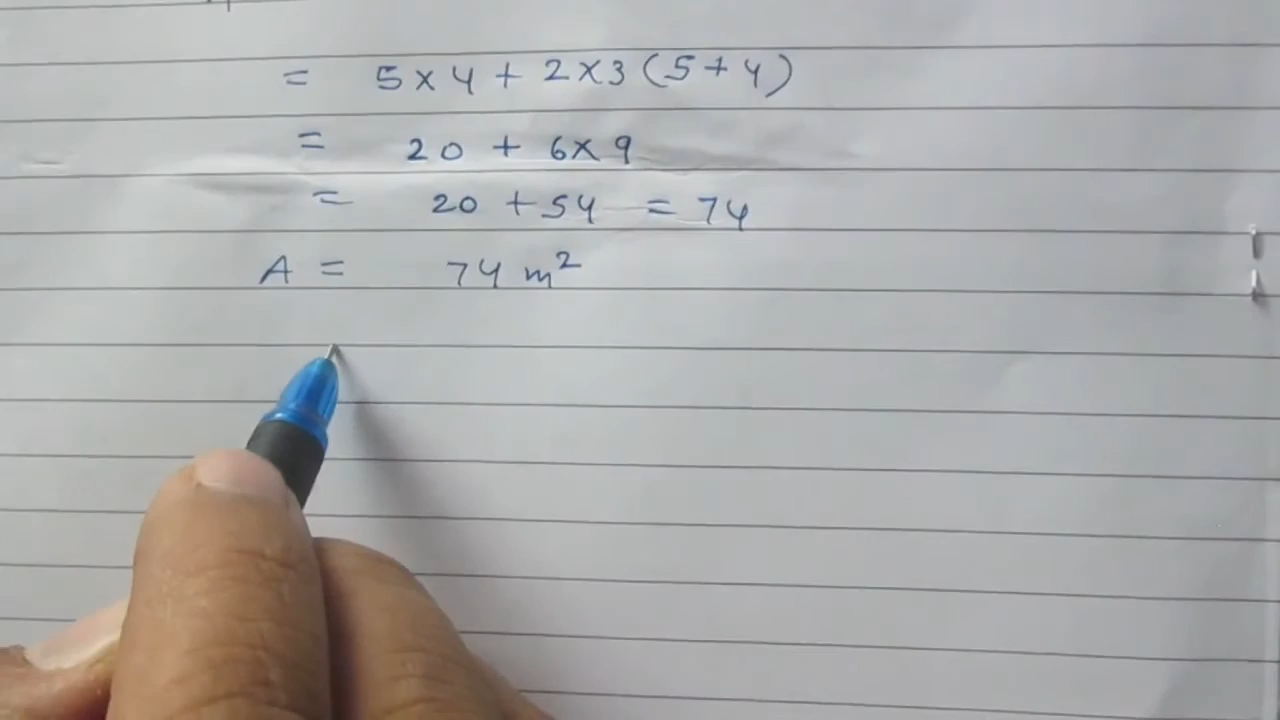 = 5 × 4 + 2 × 3 (5 + 4)
= 20 + 6 × 9
= 20 + 54 = 74
A = 74 m²